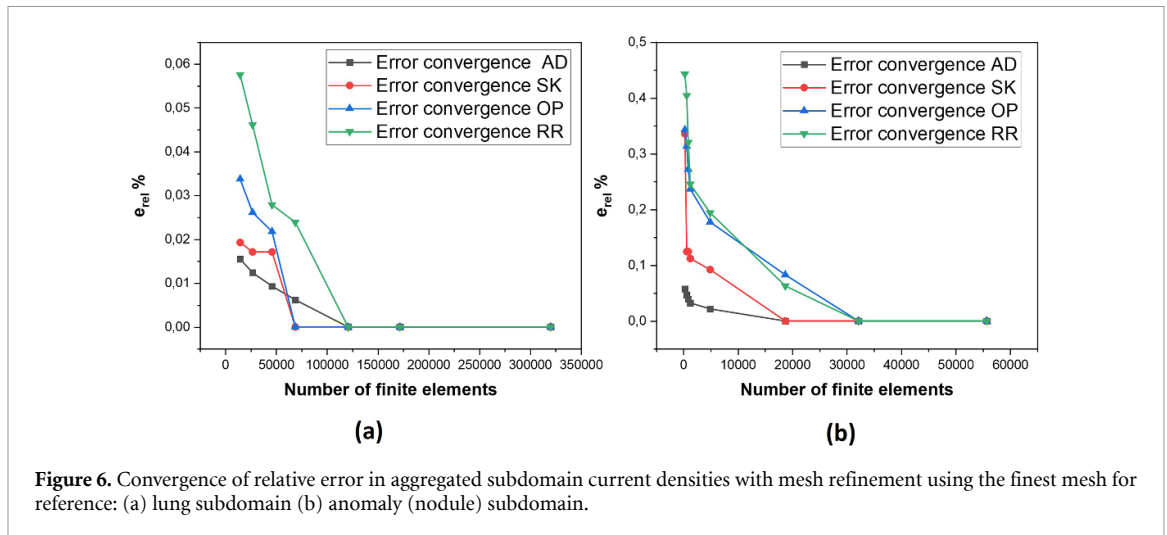 0,06
0,05
0,04
0,03
0,02
0,01
0,00
e_rel %
Error convergence AD
Error convergence SK
Error convergence OP
Error convergence RR
0 50000 100000 150000 200000 250000 300000 350000
Number of finite elements
(a)
0,5
0,4
0,3
0,2
0,1
0,0
e_rel %
Error convergence AD
Error convergence SK
Error convergence OP
Error convergence RR
0 10000 20000 30000 40000 50000 60000
Number of finite elements
(b)
Figure 6. Convergence of relative error in aggregated subdomain current densities with mesh refinement using the finest mesh for
reference: (a) lung subdomain (b) anomaly (nodule) subdomain.